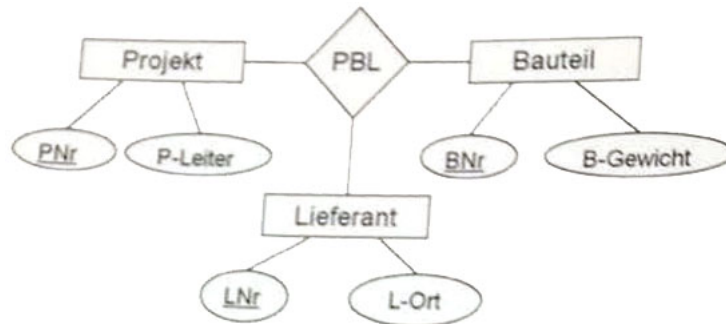 Projekt PBL Bauteil
PNr P-Leiter BNr B-Gewicht
Lieferant
LNr L-Ort